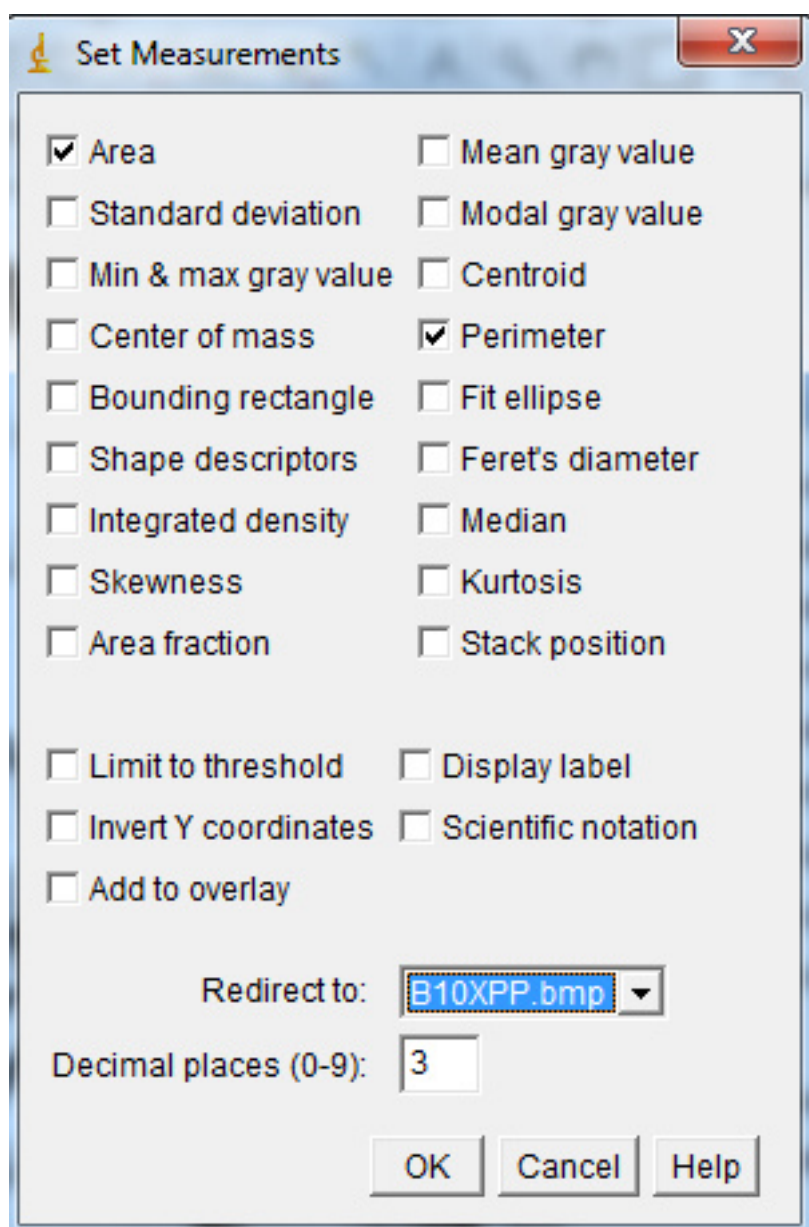 Set Measurements
Area Mean gray value
Standard deviation Modal gray value
Min & max gray value Centroid
Center of mass Perimeter
Bounding rectangle Fit ellipse
Shape descriptors Feret's diameter
Integrated density Median
Skewness Kurtosis
Area fraction Stack position
Limit to threshold Display label
Invert Y coordinates Scientific notation
Add to overlay
Redirect to: B10XPP.bmp
Decimal places (0-9): 3
OK Cancel Help